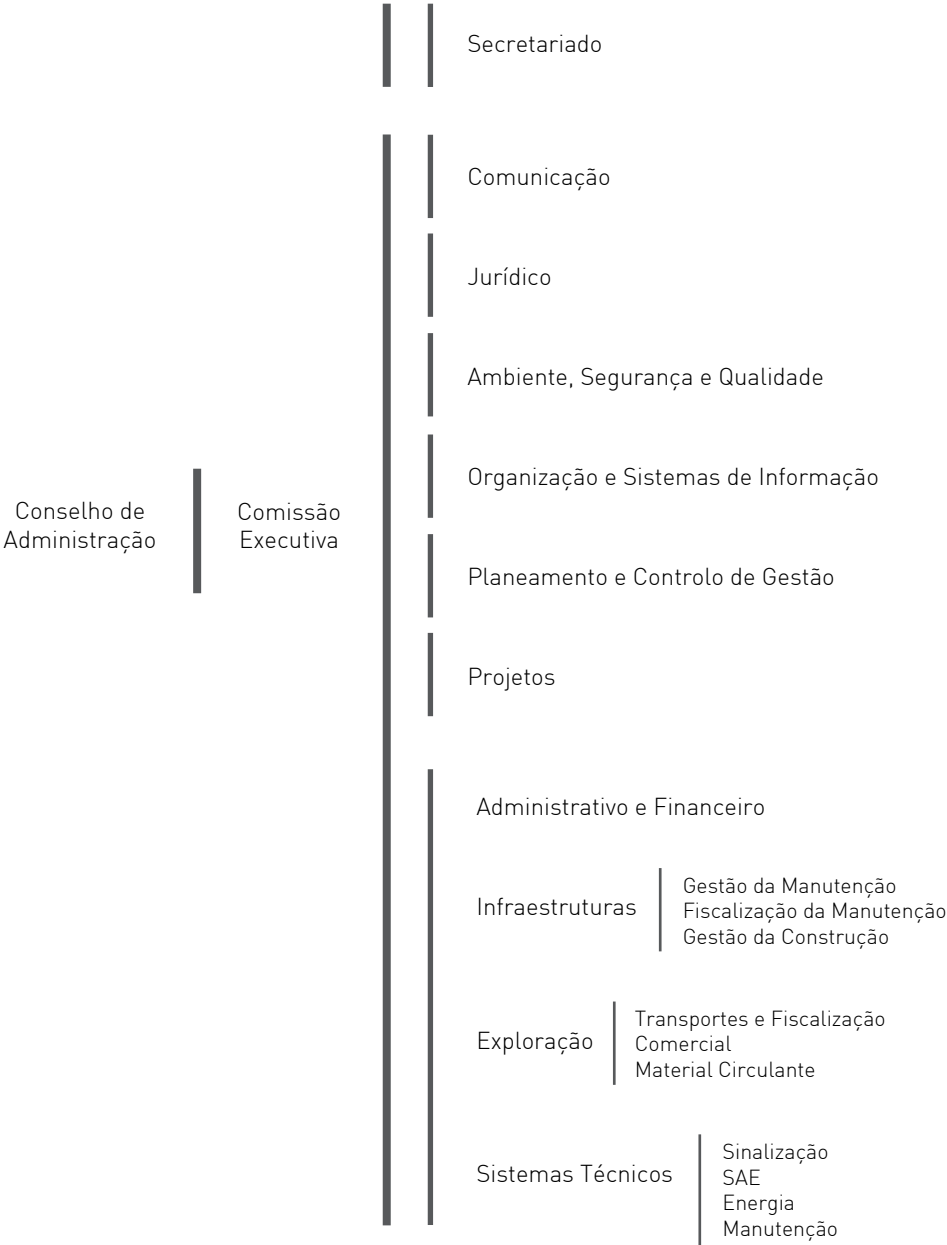 Conselho de
Administração
Comissão
Executiva
Secretariado
Comunicação
Jurídico
Ambiente, Segurança e Qualidade
Organização e Sistemas de Informação
Planeamento e Controlo de Gestão
Projetos
Administrativo e Financeiro
Infraestruturas
Gestão da Manutenção
Fiscalização da Manutenção
Gestão da Construção
Exploração
Transportes e Fiscalização
Comercial
Material Circulante
Sistemas Técnicos
Sinalização
SAE
Energia
Manutenção